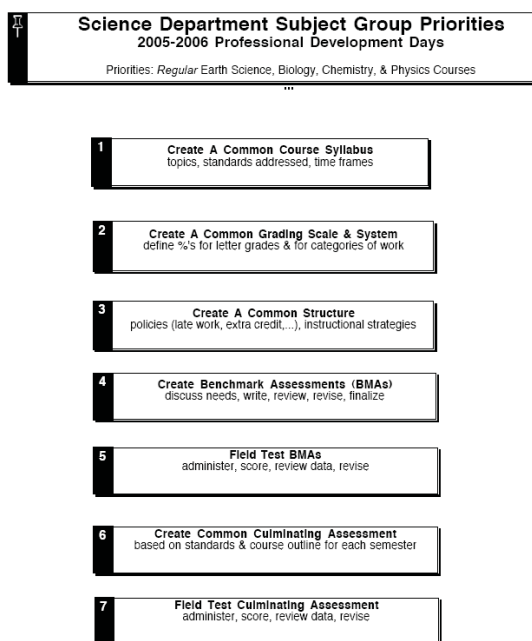 Science Department Subject Group Priorities
2005-2006 Professional Development Days
Priorities: Regular Earth Science, Biology, Chemistry, & Physics Courses
...
1
Create A Common Course Syllabus
topics, standards addressed, time frames
2
Create A Common Grading Scale & System
define %'s for letter grades & for categories of work
3
Create A Common Structure
policies (late work, extra credit,...), instructional strategies
4
Create Benchmark Assessments (BMAs)
discuss needs, write, review, revise, finalize
5
Field Test BMAs
administer, score, review data, revise
6
Create Common Culminating Assessment
based on standards & course outline for each semester
7
Field Test Culminating Assessment
administer, score, review data, revise